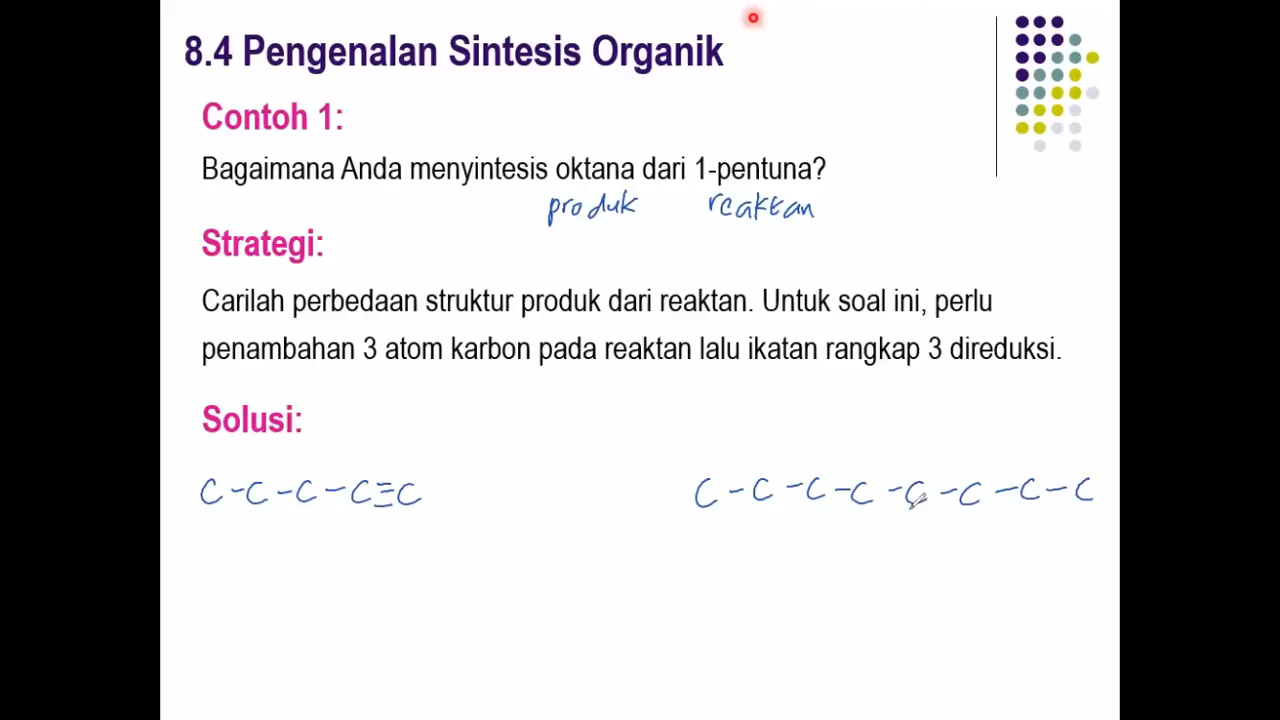 8.4 Pengenalan Sintesis Organik
Contoh 1:
Bagaimana Anda menyintesis oktana dari 1-pentuna?
produk reaktan
Strategi:
Carilah perbedaan struktur produk dari reaktan. Untuk soal ini, perlu
penambahan 3 atom karbon pada reaktan lalu ikatan rangkap 3 direduksi.
Solusi:
C-C-C-C≡C C-C-C-C-C-C-C-C